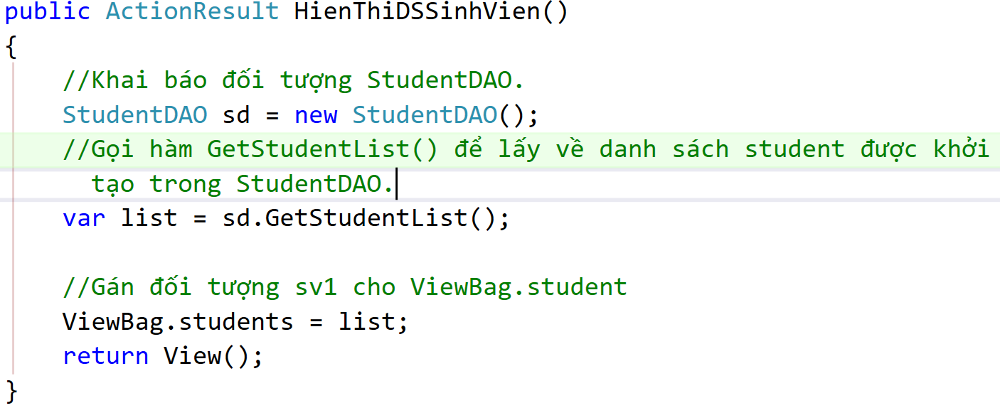 public ActionResult HienThiDSSinhVien()
{
//Khai báo đối tượng StudentDAO.
StudentDAO sd = new StudentDAO();
//Gọi hàm GetStudentList() để lấy về danh sách student được khởi
tạo trong StudentDAO.
var list = sd.GetStudentList();
//Gán đối tượng sv1 cho ViewBag.student
ViewBag.students = list;
return View();
}